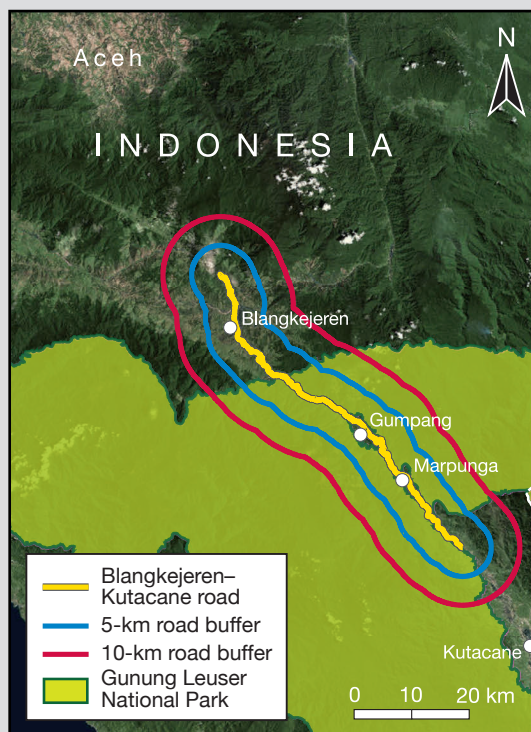 Aceh
N
INDONESIA
Blangkejeren
Gumpang
Marpunga
Blangkejeren–
Kutacane road
5-km road buffer
10-km road buffer
Gunung Leuser
National Park
Kutacane
0 10 20 km